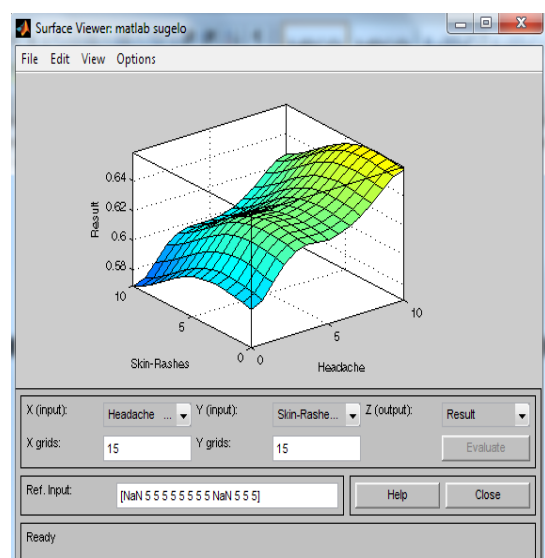 Surface Viewer: matlab sugelo
File Edit View Options
0.64
0.62
0.6
0.58
Result
10
5
0
Skin-Rashes
0
5
10
Headache
X (input): Headache ... Y (input): Skin-Rashe... Z (output): Result
X grids: 15 Y grids: 15 Evaluate
Ref. Input: [NaN 5 5 5 5 5 5 5 5 NaN 5 5 5] Help Close
Ready